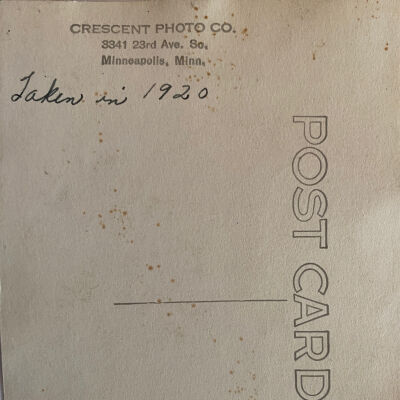 CRESCENT PHOTO CO.
3341 23rd Ave. So.
Minneapolis, Minn.
Taken in 1920
POST CARD